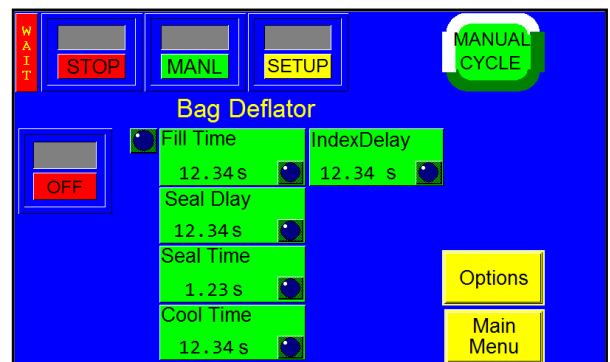 WAIT
STOP
MANL
SETUP
MANUAL
CYCLE
Bag Deflator
OFF
Fill Time
12.34 s
IndexDelay
12.34 s
Seal Dlay
12.34 s
Seal Time
1.23 s
Cool Time
12.34 s
Options
Main
Menu